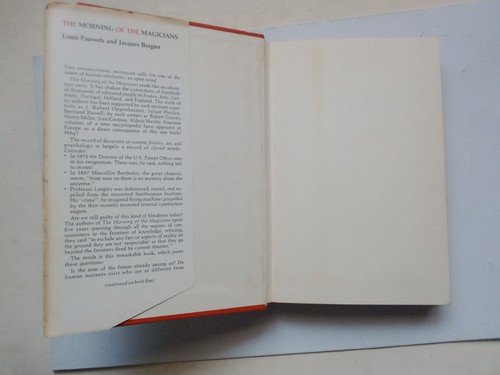 THE MORNING OF THE MAGICIANS
Louis Pauwels and Jacques Bergier
THIS INTERNATIONAL BESTSELLER calls for one of the
rarest of human attributes: an open mind.
The Morning of the Magicians reads like an adven-
ture story. It has shaken the convictions of hundreds
of thousands of educated people in France, Italy, Ger-
many, Portugal, Holland, and England. The work of
its authors has been supported by such eminent scien-
tists as J. Robert Oppenheimer, Julian Huxley,
Bertrand Russell; by such writers as Robert Graves,
Henry Miller, Jean Cocteau, Aldous Huxley. Fourteen
volumes of a new encyclopedia have appeared in
Europe as a direct consequence of this one book!
Why?
The record of discovery in science, history, art, and
psychology is largely a record of closed minds.
Consider:
• In 1875 the Director of the U.S. Patent Office sent
in his resignation. There was, he said, nothing left
to invent!
• In 1887 Marcellin Berthelot, the great chemist,
wrote, "from now on there is no mystery about the
universe."
• Professor Langley was dishonored, routed, and ex-
pelled from the renowned Smithsonian Institute.
His "crime": he imagined flying machines propelled
by the then recently invented internal combustion
engine.
Are we still guilty of this kind of blindness today?
The authors of The Morning of the Magicians spent
five years questing through all the regions of con-
sciousness to the frontiers of knowledge, refusing,
they said "to exclude any fact or aspects of reality on
the ground they are not 'respectable' or that they go
beyond the frontiers fixed by current theories."
The result is this remarkable book, which poses
these questions:
Is the man of the future already among us? Do
human mutants exist who are as different from
(continued on back flap)